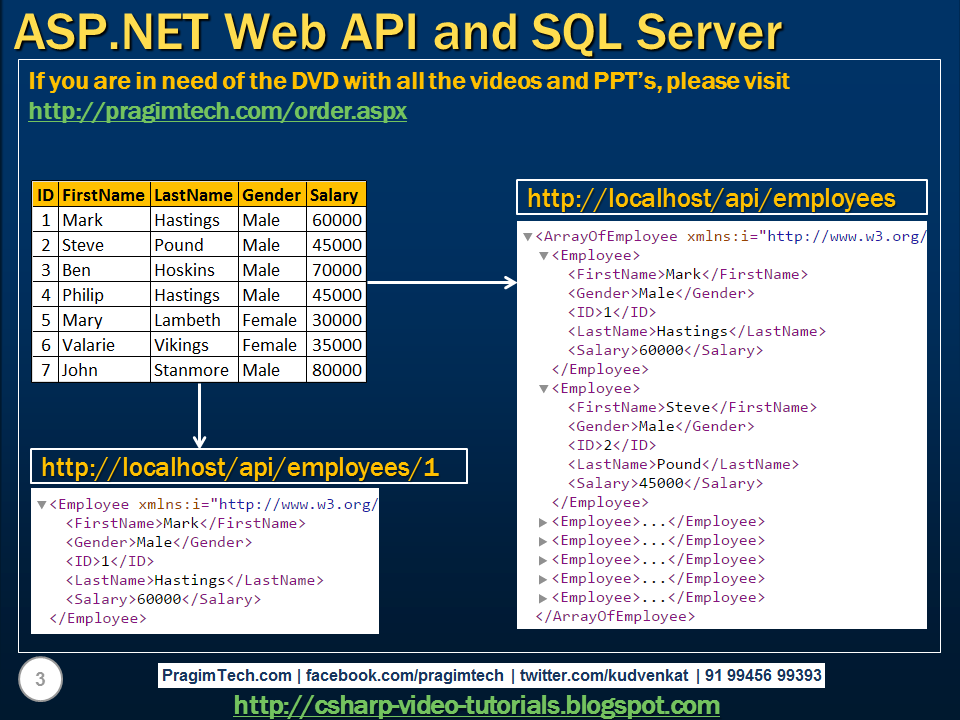 ASP.NET Web API and SQL Server
If you are in need of the DVD with all the videos and PPT's, please visit
http://pragimtech.com/order.aspx
ID FirstName LastName Gender Salary
1 Mark Hastings Male 60000
2 Steve Pound Male 45000
3 Ben Hoskins Male 70000
4 Philip Hastings Male 45000
5 Mary Lambeth Female 30000
6 Valarie Vikings Female 35000
7 John Stanmore Male 80000
http://localhost/api/employees/1
<Employee xmlns:i="http://www.w3.org/
<FirstName>Mark</FirstName>
<Gender>Male</Gender>
<ID>1</ID>
<LastName>Hastings</LastName>
<Salary>60000</Salary>
</Employee>
http://localhost/api/employees
<ArrayOfEmployee xmlns:i="http://www.w3.org/
<Employee>
<FirstName>Mark</FirstName>
<Gender>Male</Gender>
<ID>1</ID>
<LastName>Hastings</LastName>
<Salary>60000</Salary>
</Employee>
<Employee>
<FirstName>Steve</FirstName>
<Gender>Male</Gender>
<ID>2</ID>
<LastName>Pound</LastName>
<Salary>45000</Salary>
</Employee>
<Employee>...</Employee>
<Employee>...</Employee>
<Employee>...</Employee>
<Employee>...</Employee>
<Employee>...</Employee>
</ArrayOfEmployee>
3
PragimTech.com | facebook.com/pragimtech | twitter.com/kudvenkat | 91 99456 99393
http://csharp-video-tutorials.blogspot.com